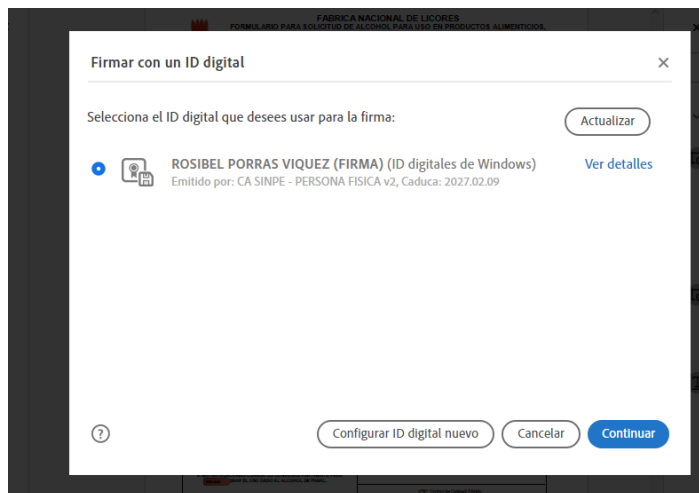 FABRICA NACIONAL DE LICORES
FORMULARIO PARA SOLICITUD DE ALCOHOL PARA USO EN PRODUCTOS ALIMENTICIOS,
Firmar con un ID digital
Selecciona el ID digital que desees usar para la firma:
Actualizar
ROSIBEL PORRAS VIQUEZ (FIRMA) (ID digitales de Windows)
Ver detalles
Emitido por: CA SINPE - PERSONA FISICA v2, Caduca: 2027.02.09
Configurar ID digital nuevo
Cancelar
Continuar